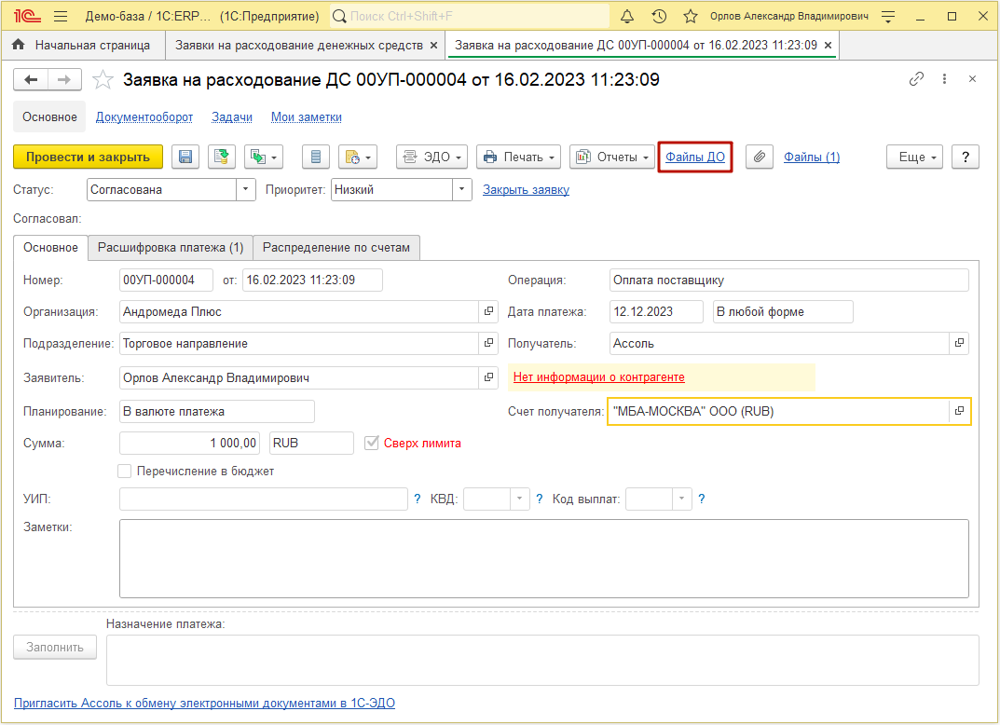 1С Демо-база / 1С:ERP... (1С:Предприятие) Поиск Ctrl+Shift+F Орлов Александр Владимирович
Начальная страница Заявки на расходование денежных средств × Заявка на расходование ДС 00УП-000004 от 16.02.2023 11:23:09 ×
Заявка на расходование ДС 00УП-000004 от 16.02.2023 11:23:09
Основное Документооборот Задачи Мои заметки
Провести и закрыть ЭДО Печать Отчеты Файлы ДО Файлы (1) Еще ?
Статус: Согласована Приоритет: Низкий Закрыть заявку
Согласовал:
Основное Расшифровка платежа (1) Распределение по счетам
Номер: 00УП-000004 от: 16.02.2023 11:23:09 Операция: Оплата поставщику
Организация: Андромеда Плюс Дата платежа: 12.12.2023 В любой форме
Подразделение: Торговое направление Получатель: Ассоль
Заявитель: Орлов Александр Владимирович Нет информации о контрагенте
Планирование: В валюте платежа Счет получателя: "МБА-МОСКВА" ООО (RUB)
Сумма: 1 000,00 RUB Сверх лимита
Перечисление в бюджет
УИП: ? КВД: ? Код выплат: ?
Заметки:
Назначение платежа:
Заполнить
Пригласить Ассоль к обмену электронными документами в 1С-ЭДО